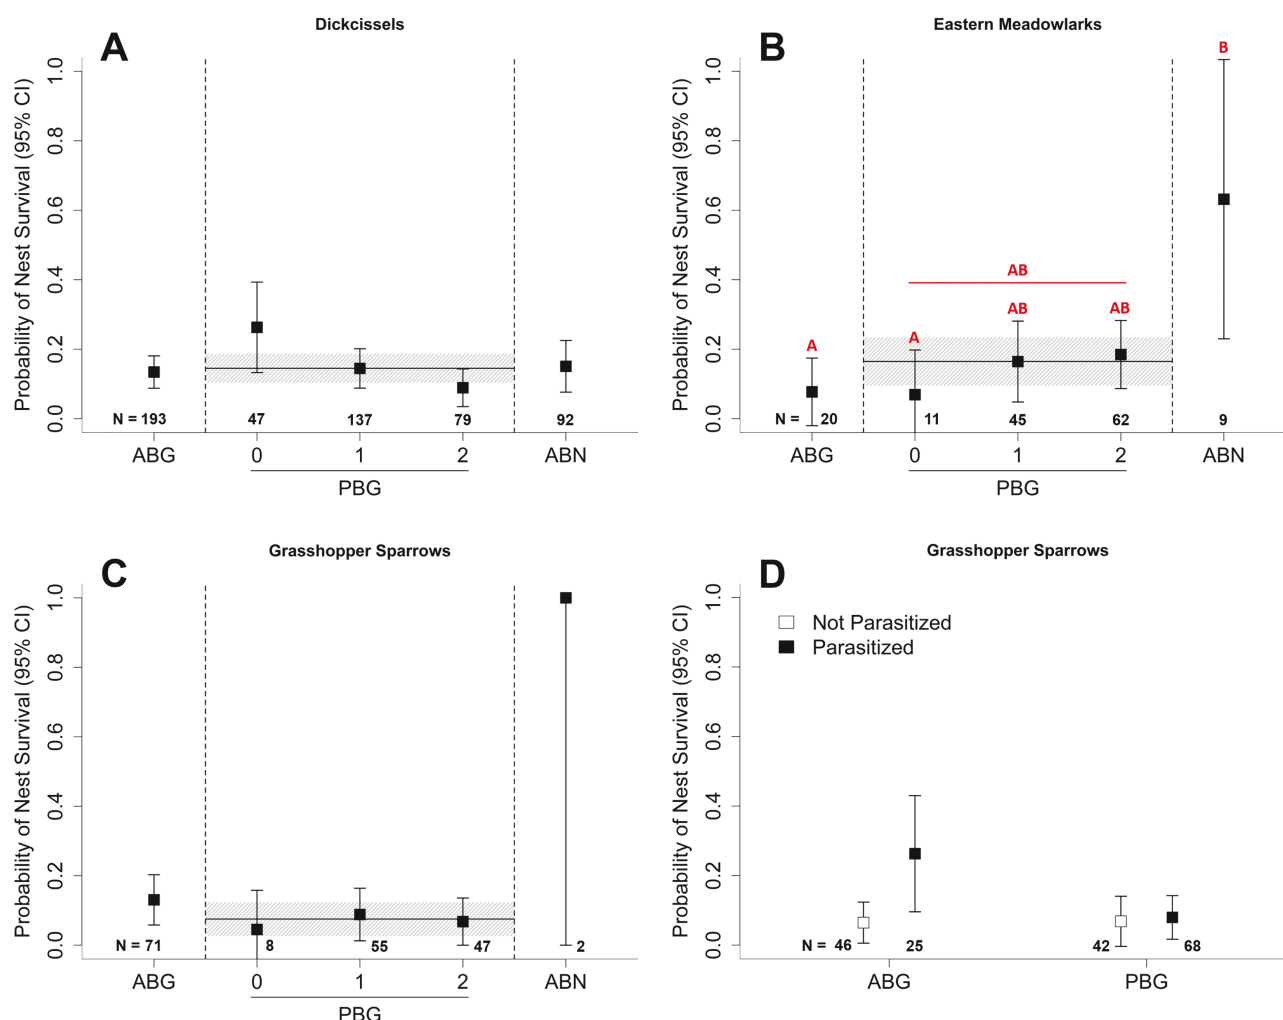 Dickcissels
A
Probability of Nest Survival (95% CI)
1.0
0.8
0.6
0.4
0.2
0.0
N = 193
47
137
79
92
ABG
0
1
2
ABN
PBG
Eastern Meadowlarks
B
Probability of Nest Survival (95% CI)
1.0
0.8
0.6
0.4
0.2
0.0
B
AB
A
A
AB
AB
N = 20
11
45
62
9
ABG
0
1
2
ABN
PBG
Grasshopper Sparrows
C
Probability of Nest Survival (95% CI)
1.0
0.8
0.6
0.4
0.2
0.0
N = 71
8
55
47
2
ABG
0
1
2
ABN
PBG
Grasshopper Sparrows
D
Probability of Nest Survival (95% CI)
1.0
0.8
0.6
0.4
0.2
0.0
Not Parasitized
Parasitized
N = 46
25
42
68
ABG
PBG